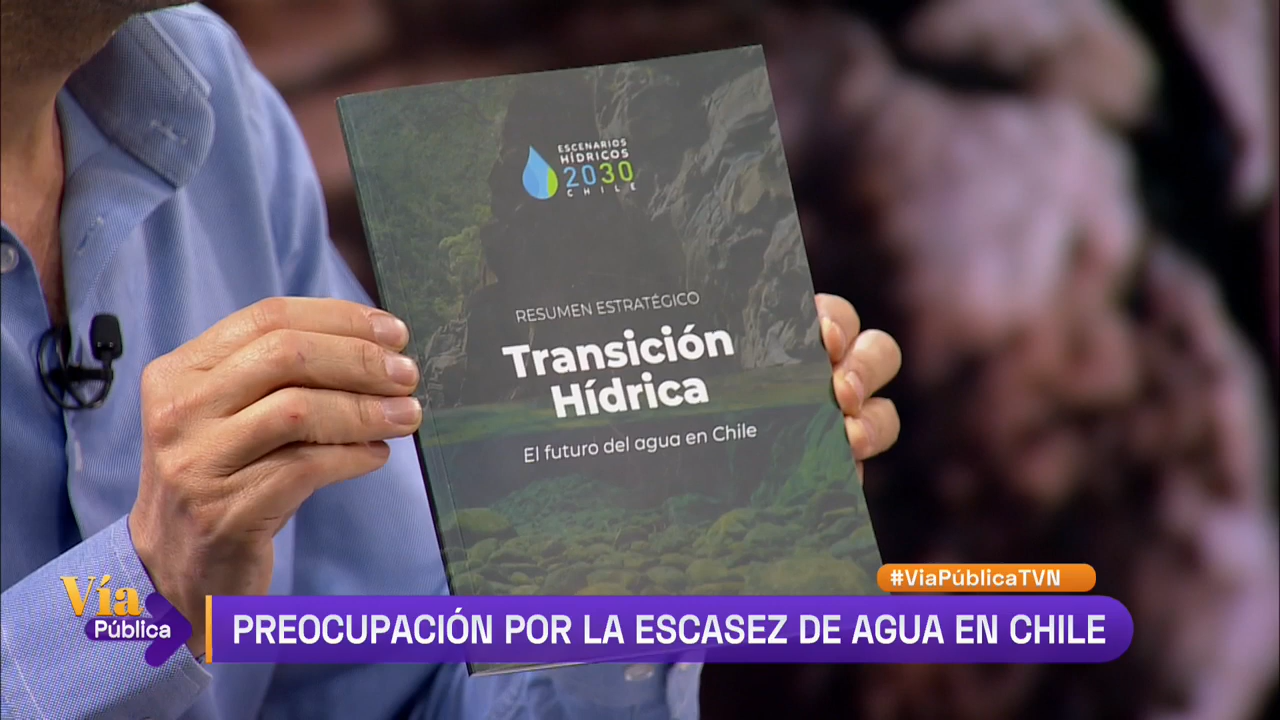 ESCENARIOS
HÍDRICOS
2030
CHILE
RESUMEN ESTRATÉGICO
Transición
Hídrica
El futuro del agua en Chile
#ViaPúblicaTVN
Vía
Pública
PREOCUPACIÓN POR LA ESCASEZ DE AGUA EN CHILE